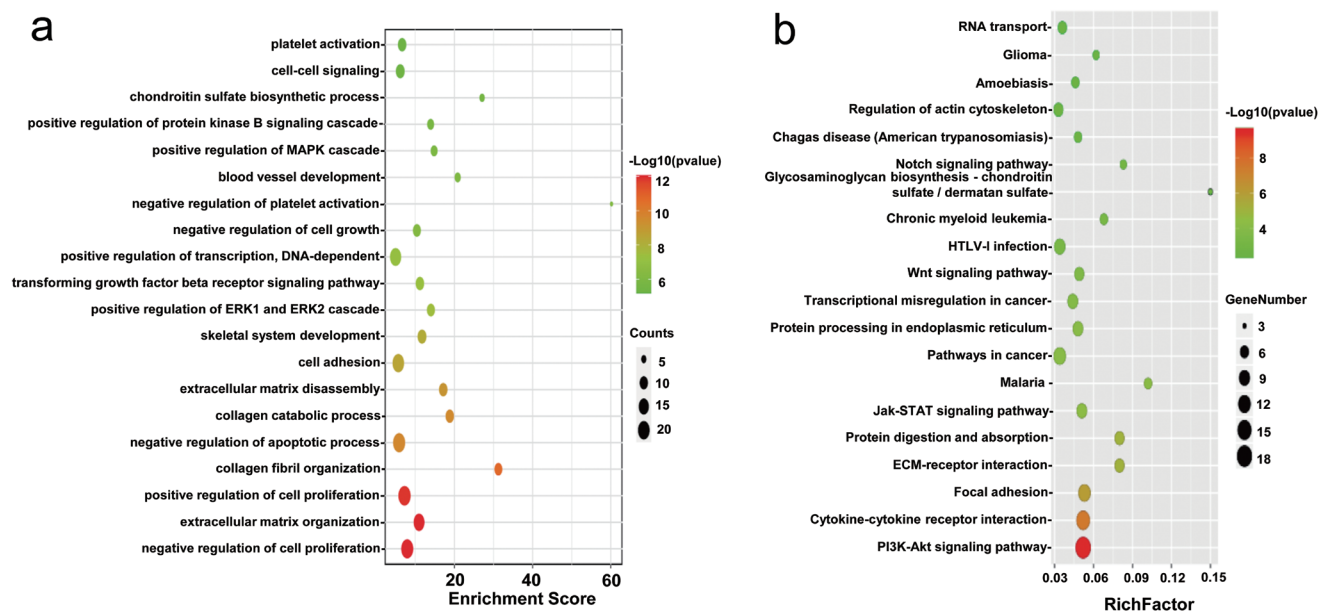 a
platelet activation
cell-cell signaling
chondroitin sulfate biosynthetic process
positive regulation of protein kinase B signaling cascade
positive regulation of MAPK cascade
blood vessel development
negative regulation of platelet activation
negative regulation of cell growth
positive regulation of transcription, DNA-dependent
transforming growth factor beta receptor signaling pathway
positive regulation of ERK1 and ERK2 cascade
skeletal system development
cell adhesion
extracellular matrix disassembly
collagen catabolic process
negative regulation of apoptotic process
collagen fibril organization
positive regulation of cell proliferation
extracellular matrix organization
negative regulation of cell proliferation
20 40 60
Enrichment Score
-Log10(pvalue)
12
10
8
6
Counts
5
10
15
20
b
RNA transport
Glioma
Amoebiasis
Regulation of actin cytoskeleton
Chagas disease (American trypanosomiasis)
Notch signaling pathway
Glycosaminoglycan biosynthesis - chondroitin
sulfate / dermatan sulfate
Chronic myeloid leukemia
HTLV-I infection
Wnt signaling pathway
Transcriptional misregulation in cancer
Protein processing in endoplasmic reticulum
Pathways in cancer
Malaria
Jak-STAT signaling pathway
Protein digestion and absorption
ECM-receptor interaction
Focal adhesion
Cytokine-cytokine receptor interaction
PI3K-Akt signaling pathway
0.03 0.06 0.09 0.12 0.15
RichFactor
-Log10(pvalue)
8
6
4
GeneNumber
3
6
9
12
15
18